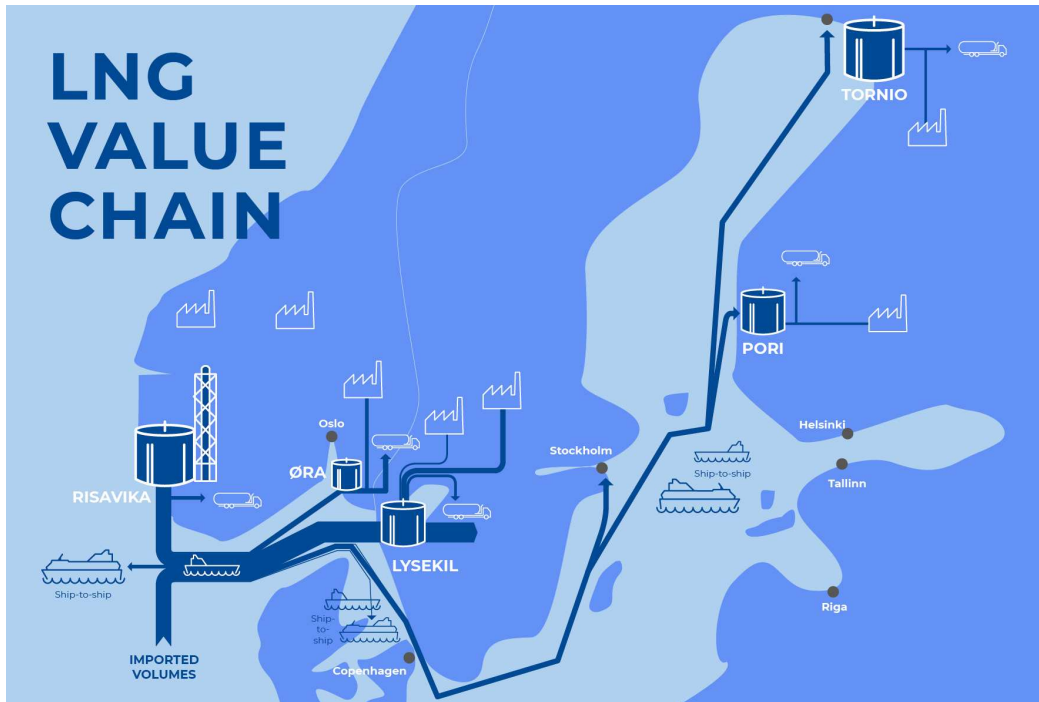 LNG
VALUE
CHAIN
TORNIO
PORI
Helsinki
Oslo
Stockholm
ØRA
Ship-to-ship
Tallinn
RISAVIKA
LYSEKIL
Ship-to-ship
Riga
Ship-
to-
ship
IMPORTED
VOLUMES
Copenhagen